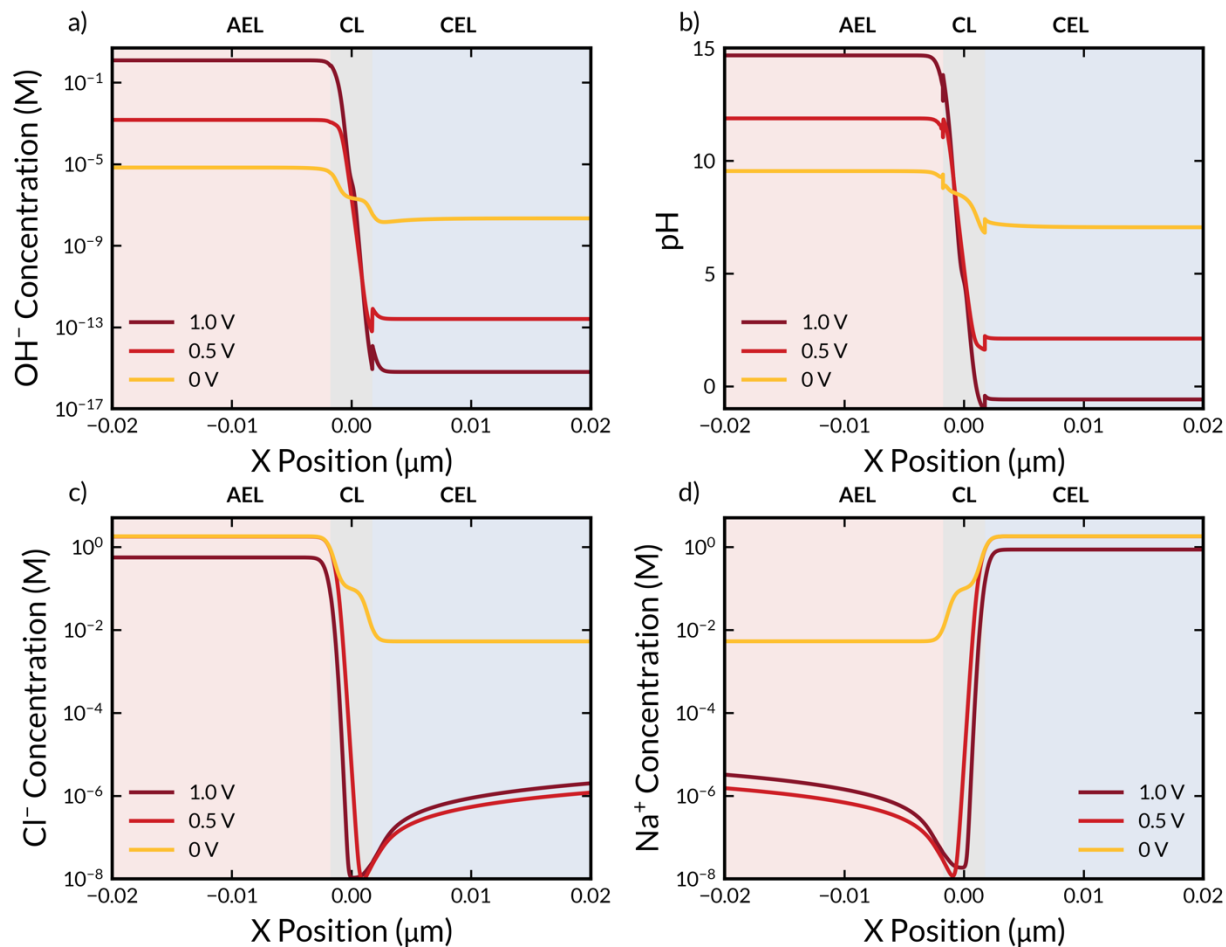 a)
AEL CL CEL
OH⁻ Concentration (M)
10⁻¹
10⁻⁵
10⁻⁹
10⁻¹³
10⁻¹⁷
1.0 V
0.5 V
0 V
−0.02 −0.01 0.00 0.01 0.02
X Position (µm)
b)
AEL CL CEL
pH
15
10
5
0
1.0 V
0.5 V
0 V
−0.02 −0.01 0.00 0.01 0.02
X Position (µm)
c)
AEL CL CEL
Cl⁻ Concentration (M)
10⁰
10⁻²
10⁻⁴
10⁻⁶
10⁻⁸
1.0 V
0.5 V
0 V
−0.02 −0.01 0.00 0.01 0.02
X Position (µm)
d)
AEL CL CEL
Na⁺ Concentration (M)
10⁰
10⁻²
10⁻⁴
10⁻⁶
10⁻⁸
1.0 V
0.5 V
0 V
−0.02 −0.01 0.00 0.01 0.02
X Position (µm)